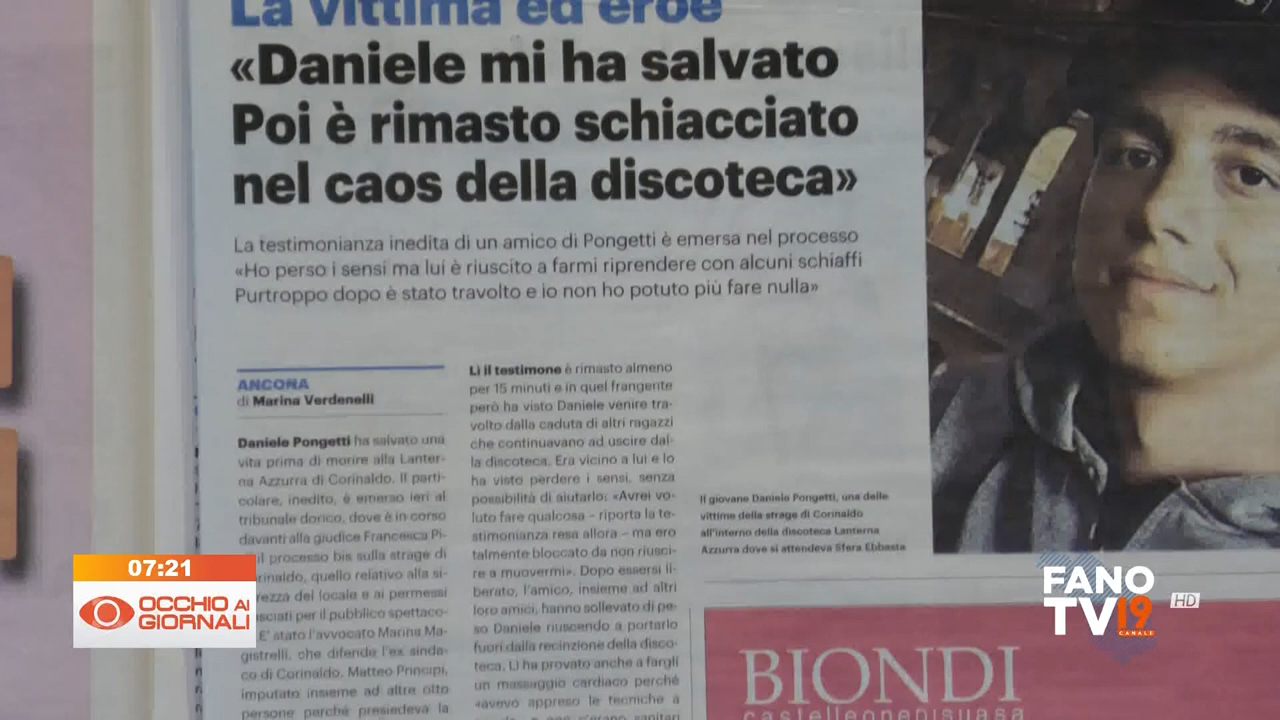 La vittima ed eroe
«Daniele mi ha salvato
Poi è rimasto schiacciato
nel caos della discoteca»
La testimonianza inedita di un amico di Pongetti è emersa nel processo
«Ho perso i sensi ma lui è riuscito a farmi riprendere con alcuni schiaffi
Purtroppo dopo è stato travolto e io non ho potuto più fare nulla»
ANCONA
di Marina Verdenelli
Daniele Pongetti ha salvato una
vita prima di morire alla Lanter-
na Azzurra di Corinaldo. Il parti-
colare, inedito, è emerso ieri al
tribunale dorico, dove è in corso
davanti alla giudice Francesca Pi-
il processo bis sulla strage di
rinaldo, quello relativo alla si-
rezza del locale e ai permessi
sciati per il pubblico spettaco-
E' stato l'avvocato Marina Ma-
gistrelli, che difende l'ex sinda-
co di Corinaldo, Matteo Principi,
imputato insieme ad altre otto
persone perché presiedeva la
Lì il testimone è rimasto almeno
per 15 minuti e in quel frangente
però ha visto Daniele venire tra-
volto dalla caduta di altri ragazzi
che continuavano ad uscire dal-
la discoteca. Era vicino a lui e lo
ha visto perdere i sensi, senza
possibilità di aiutarlo: «Avrei vo-
luto fare qualcosa – riporta la te-
stimonianza resa allora – ma ero
talmente bloccato da non riusci-
re a muovermi». Dopo essersi li-
berato, l'amico, insieme ad altri
loro amici, hanno sollevato di pe-
so Daniele riuscendo a portarlo
fuori dalla recinzione della disco-
teca. Lì ha provato anche a fargli
un massaggio cardiaco perché
«avevo appreso le tecniche a
Il giovane Daniele Pongetti, una delle
vittime della strage di Corinaldo
all'interno della discoteca Lanterna
Azzurra dove si attendeva Sfera Ebbasta
BIONDI
castelleonedisuasa
07:21
OCCHIO AI
GIORNALI
FANO
TV19 HD
CANALE